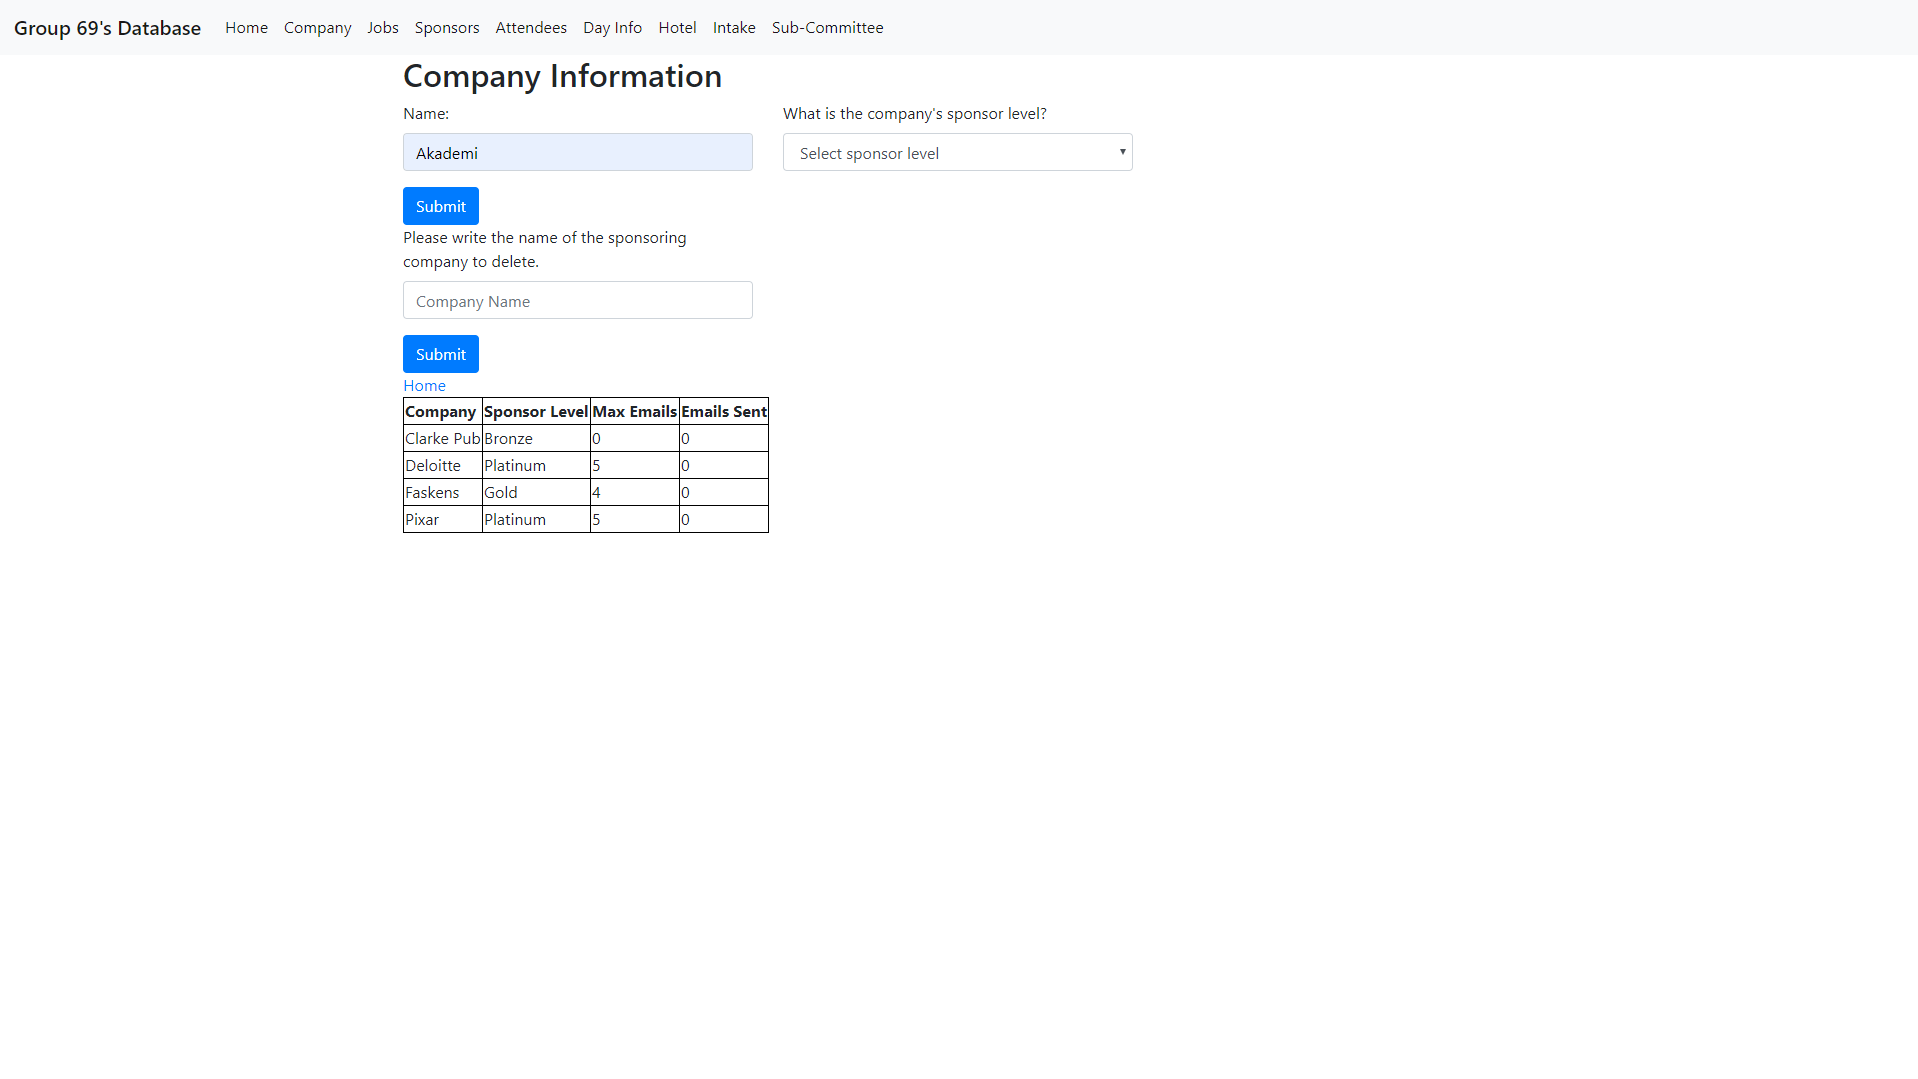 Group 69's Database Home Company Jobs Sponsors Attendees Day Info Hotel Intake Sub-Committee
Company Information
Name: What is the company's sponsor level?
Akademi Select sponsor level
Submit
Please write the name of the sponsoring
company to delete.
Company Name
Submit
Home
Company Sponsor Level Max Emails Emails Sent
Clarke Pub Bronze 0 0
Deloitte Platinum 5 0
Faskens Gold 4 0
Pixar Platinum 5 0